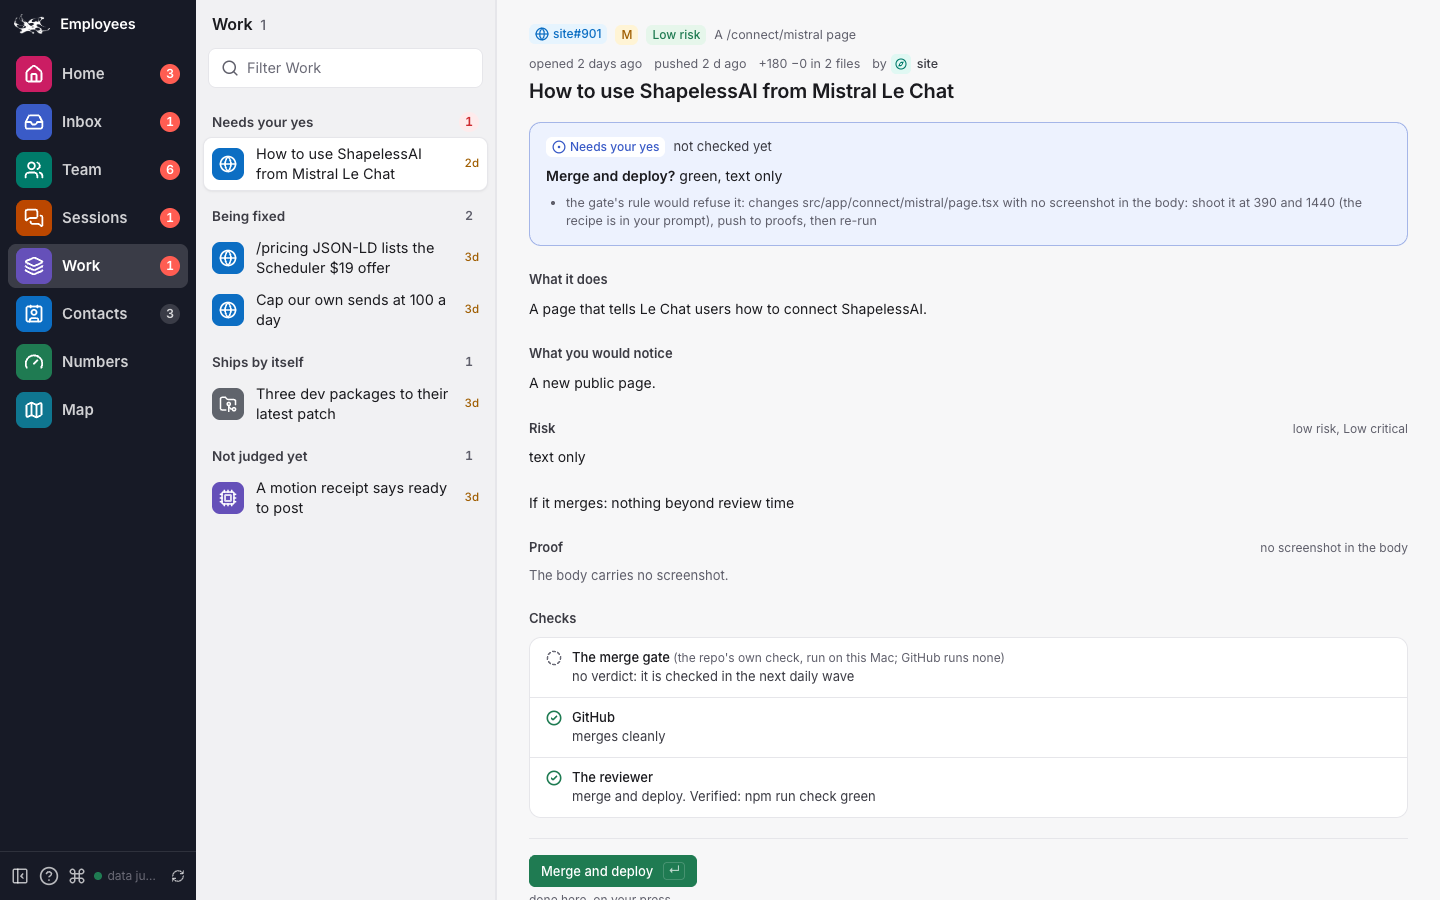 Employees
Home 3
Inbox 1
Team 6
Sessions 1
Work 1
Contacts 3
Numbers
Map
data ju...
Work 1
Filter Work
Needs your yes 1
How to use ShapelessAI
from Mistral Le Chat
2d
Being fixed 2
/pricing JSON-LD lists the
Scheduler $19 offer
3d
Cap our own sends at 100 a
day
3d
Ships by itself 1
Three dev packages to their
latest patch
3d
Not judged yet 1
A motion receipt says ready
to post
3d
site#901 M Low risk A /connect/mistral page
opened 2 days ago pushed 2 d ago +180 −0 in 2 files by site
How to use ShapelessAI from Mistral Le Chat
Needs your yes not checked yet
Merge and deploy? green, text only
• the gate's rule would refuse it: changes src/app/connect/mistral/page.tsx with no screenshot in the body: shoot it at 390 and 1440 (the
recipe is in your prompt), push to proofs, then re-run
What it does
A page that tells Le Chat users how to connect ShapelessAI.
What you would notice
A new public page.
Risk low risk, Low critical
text only
If it merges: nothing beyond review time
Proof no screenshot in the body
The body carries no screenshot.
Checks
The merge gate (the repo's own check, run on this Mac; GitHub runs none)
no verdict: it is checked in the next daily wave
GitHub
merges cleanly
The reviewer
merge and deploy. Verified: npm run check green
Merge and deploy
done here, on your press